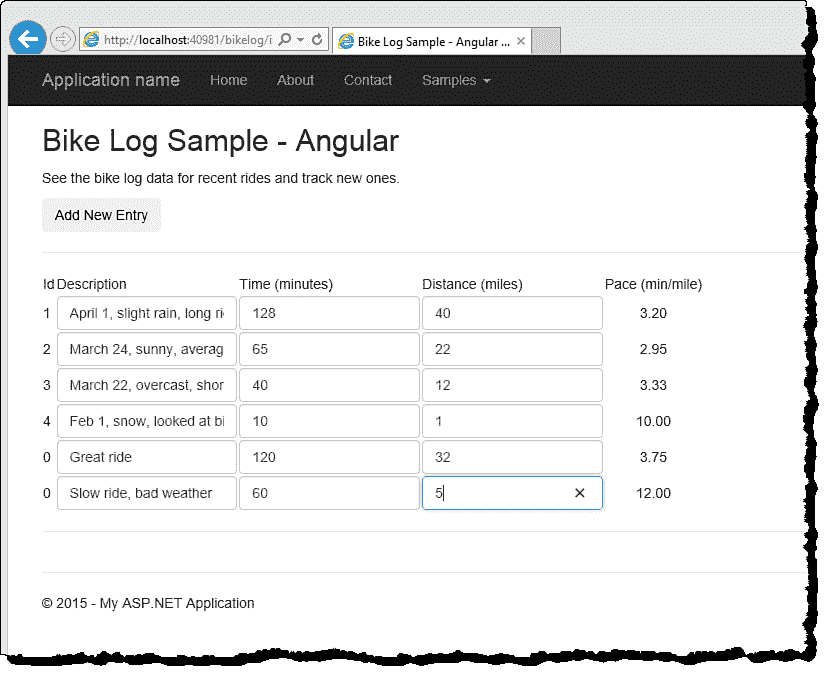 http://localhost:40981/bikelog/i
Bike Log Sample - Angular ...
Application name Home About Contact Samples
Bike Log Sample - Angular
See the bike log data for recent rides and track new ones.
Add New Entry
Id Description Time (minutes) Distance (miles) Pace (min/mile)
1 April 1, slight rain, long ri 128 40 3.20
2 March 24, sunny, averag 65 22 2.95
3 March 22, overcast, shor 40 12 3.33
4 Feb 1, snow, looked at bi 10 1 10.00
0 Great ride 120 32 3.75
0 Slow ride, bad weather 60 5 12.00
© 2015 - My ASP.NET Application